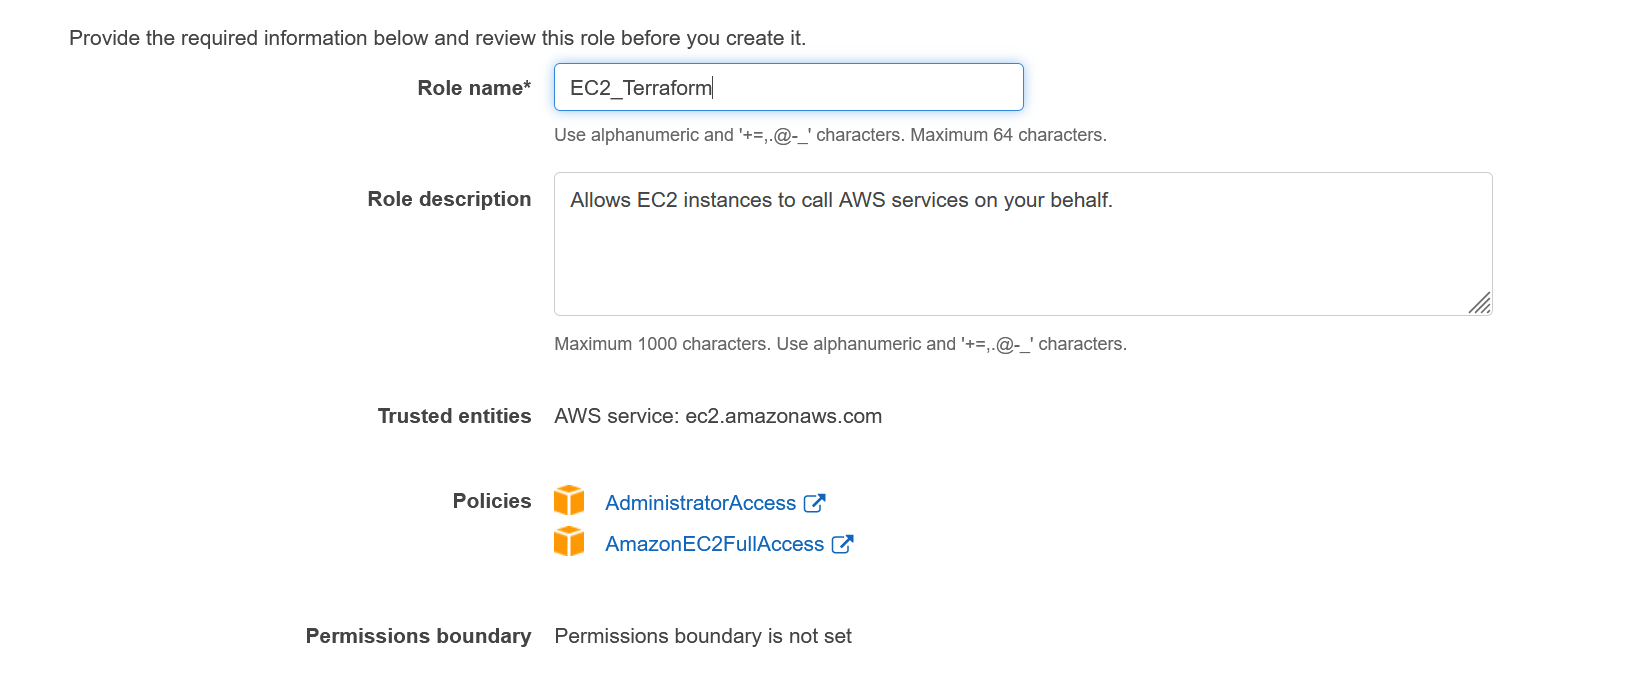 Provide the required information below and review this role before you create it.
Role name* EC2_Terraform
Use alphanumeric and '+=,.@-_' characters. Maximum 64 characters.
Role description Allows EC2 instances to call AWS services on your behalf.
Maximum 1000 characters. Use alphanumeric and '+=,.@-_' characters.
Trusted entities AWS service: ec2.amazonaws.com
Policies AdministratorAccess
AmazonEC2FullAccess
Permissions boundary Permissions boundary is not set